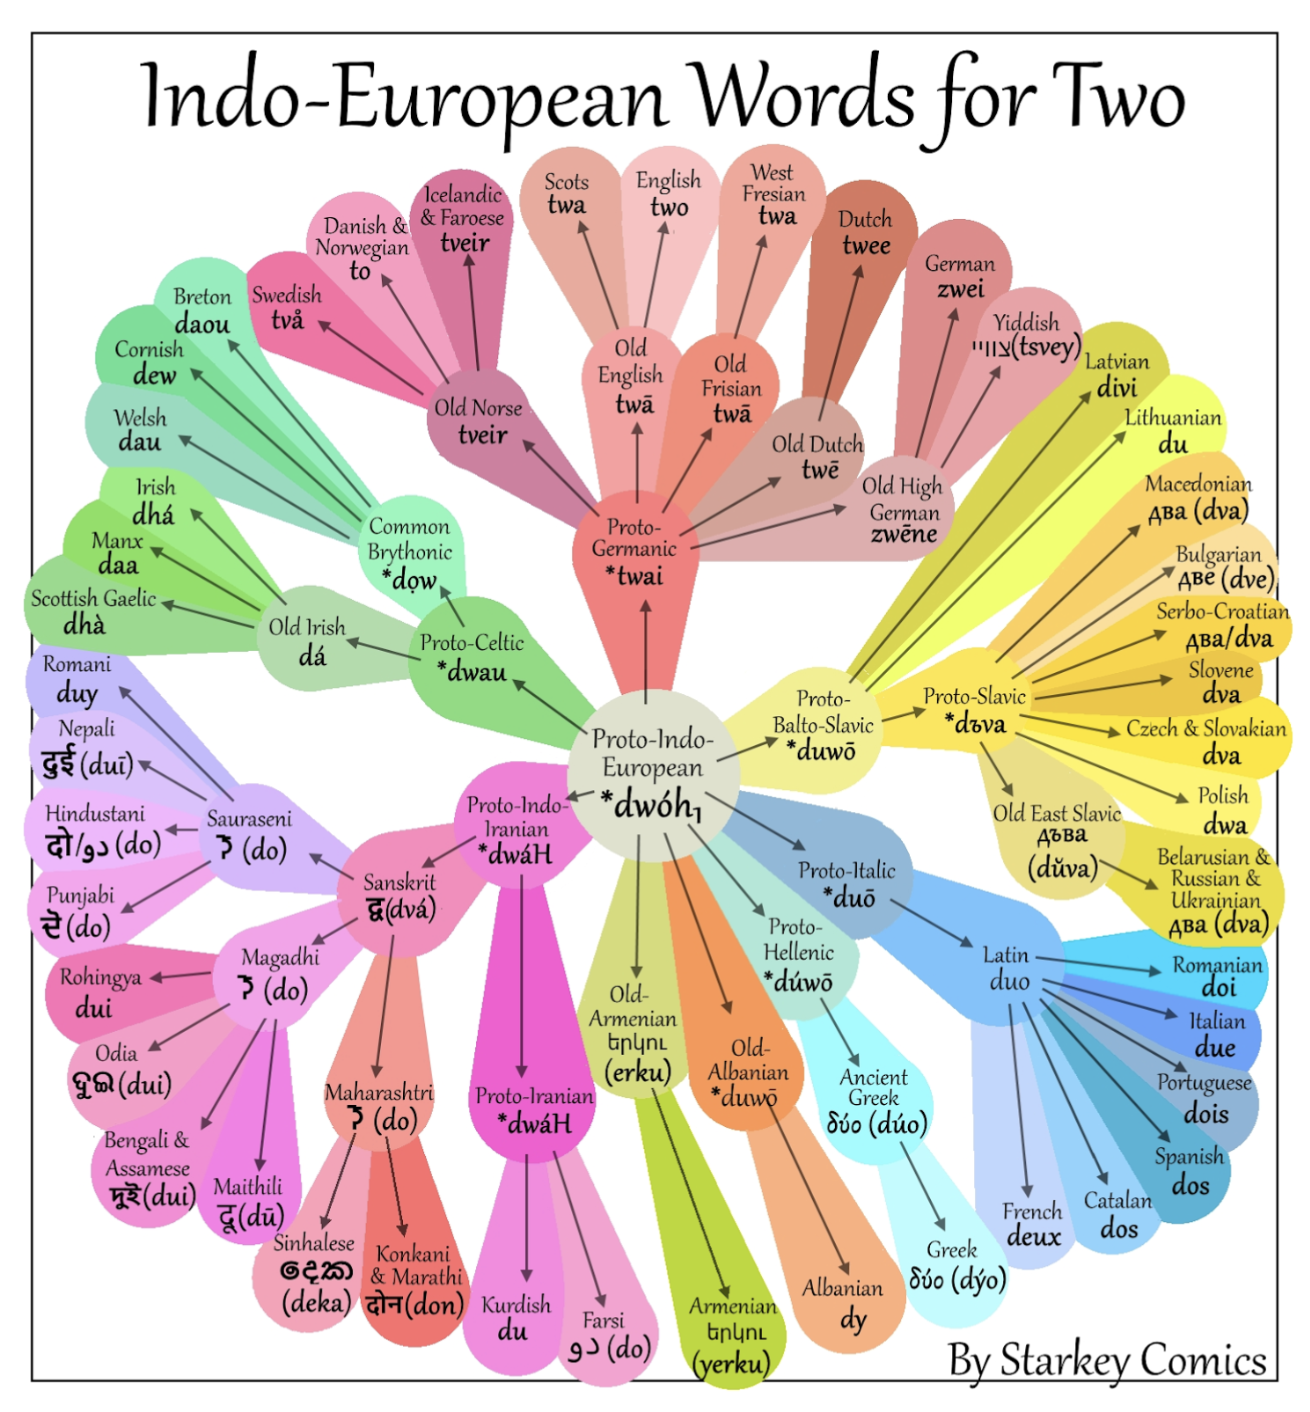 Indo-European Words for Two
Scots
twa
English
two
West
Fresian
twa
Dutch
twee
German
zwei
Yiddish
צוויי(tsvey)
Icelandic
& Faroese
tveir
Danish &
Norwegian
to
Swedish
två
Old Norse
tveir
Old
English
twā
Old
Frisian
twā
Old Dutch
twē
Old High
German
zwēne
Proto-
Germanic
*twai
Breton
daou
Cornish
dew
Welsh
dau
Common
Brythonic
*dọw
Irish
dhá
Manx
daa
Scottish Gaelic
dhà
Old Irish
dá
Proto-Celtic
*dwau
Latvian
divi
Lithuanian
du
Macedonian
два (dva)
Bulgarian
две (dve)
Serbo-Croatian
два/dva
Slovene
dva
Czech & Slovakian
dva
Polish
dwa
Belarusian &
Russian &
Ukrainian
два (dva)
Old East Slavic
дъва
(dŭva)
Proto-Slavic
*dъva
Proto-
Balto-Slavic
*duwō
Proto-Indo-
European
*dwóh₁
Proto-Indo-
Iranian
*dwáH
Sanskrit
द्व(dvá)
Sauraseni
(do)
Romani
duy
Nepali
दुई (duī)
Hindustani
दो/دو (do)
Punjabi
ਦੋ (do)
Magadhi
(do)
Rohingya
dui
Odia
ଦୁଇ (dui)
Bengali &
Assamese
দুই(dui)
Maithili
दू(dū)
Maharashtri
(do)
Sinhalese
දෙක
(deka)
Konkani
& Marathi
दोन(don)
Proto-Iranian
*dwáH
Kurdish
du
Farsi
دو (do)
Old-
Armenian
երկու
(erku)
Armenian
երկու
(yerku)
Old-
Albanian
*duwō
Albanian
dy
Proto-
Hellenic
*dúwō
Ancient
Greek
δύο (dúo)
Greek
δύο (dýo)
Proto-Italic
*duō
Latin
duo
Romanian
doi
Italian
due
Portuguese
dois
Spanish
dos
Catalan
dos
French
deux
By Starkey Comics